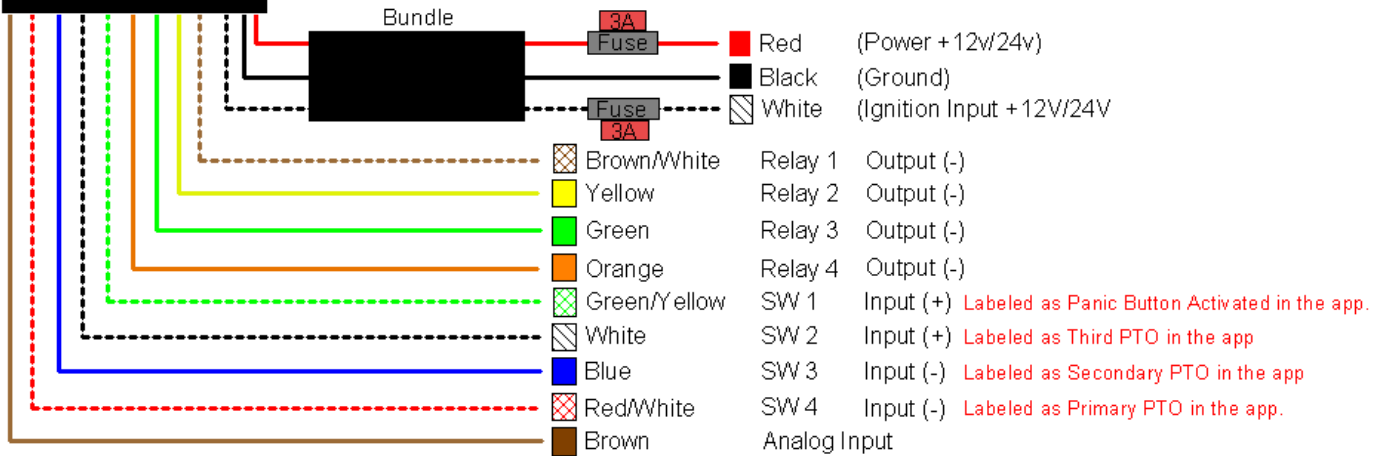 Bundle
3A
Fuse
Red (Power +12v/24v)
Black (Ground)
Fuse
3A
White (Ignition Input +12V/24V
Brown/White Relay 1 Output (-)
Yellow Relay 2 Output (-)
Green Relay 3 Output (-)
Orange Relay 4 Output (-)
Green/Yellow SW 1 Input (+) Labeled as Panic Button Activated in the app.
White SW 2 Input (+) Labeled as Third PTO in the app
Blue SW 3 Input (-) Labeled as Secondary PTO in the app
Red/White SW 4 Input (-) Labeled as Primary PTO in the app.
Brown Analog Input